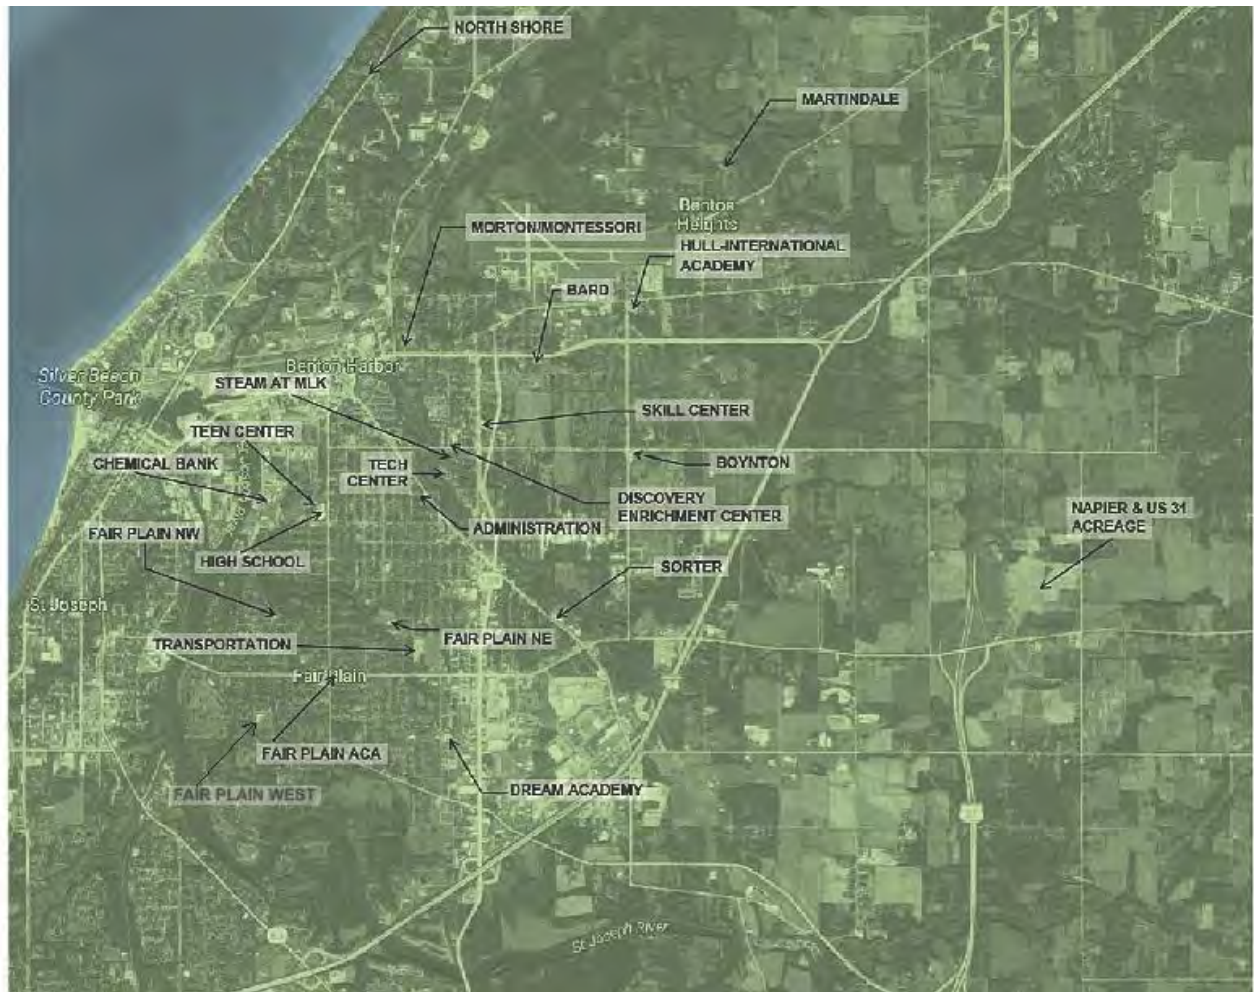 NORTH SHORE
MARTINDALE
Benton
Heights
MORTON/MONTESSORI
HULL-INTERNATIONAL
ACADEMY
BARD
Benton Harbor
Silver Beach
County Park
STEAM AT MLK
SKILL CENTER
TEEN CENTER
CHEMICAL BANK
TECH
CENTER
BOYNTON
DISCOVERY
ENRICHMENT CENTER
NAPIER & US 31
ACREAGE
ADMINISTRATION
FAIR PLAIN NW
HIGH SCHOOL
SORTER
St Joseph
FAIR PLAIN NE
TRANSPORTATION
Fair Plain
FAIR PLAIN ACA
FAIR PLAIN WEST
DREAM ACADEMY
St Joseph River